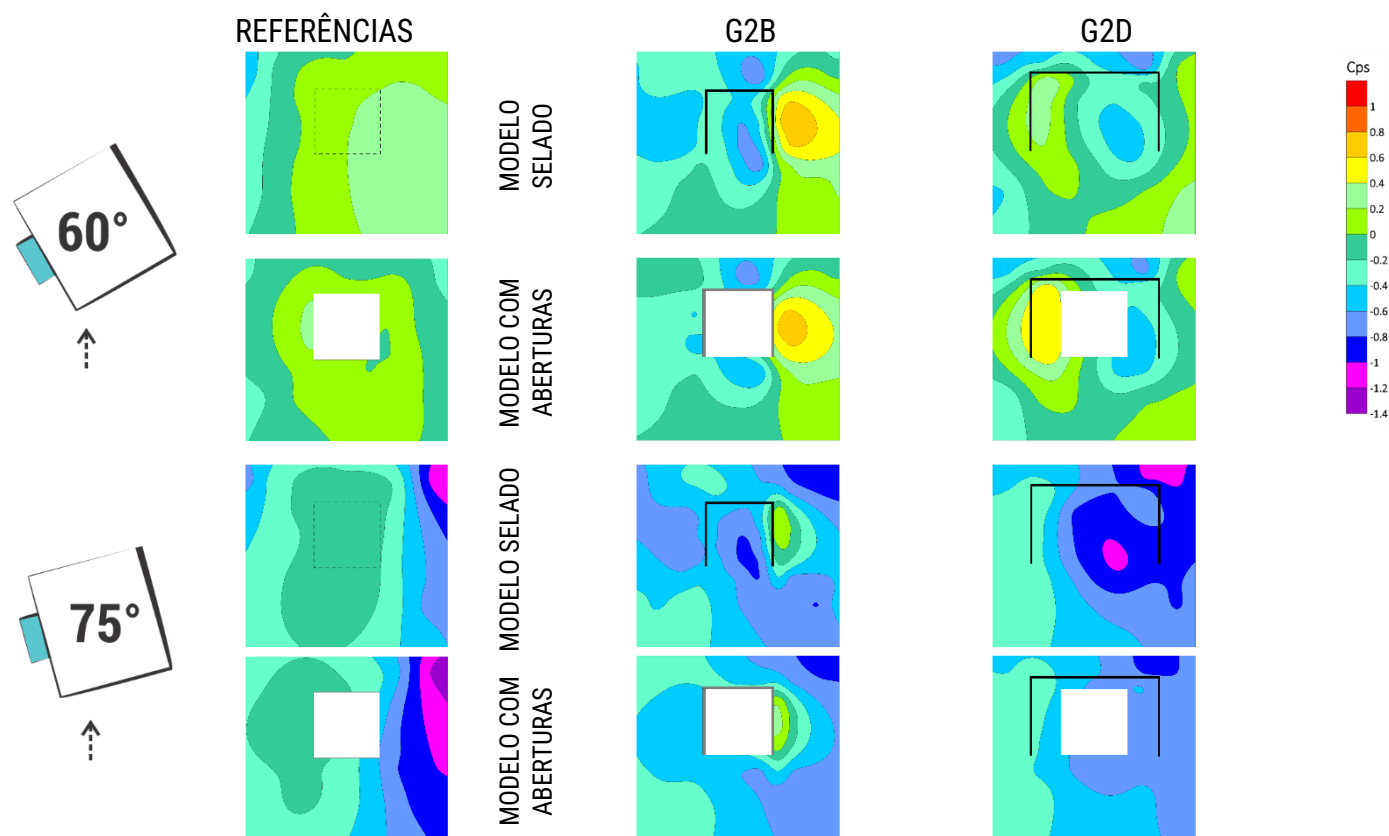 REFERÊNCIAS
G2B
G2D
60°
MODELO
SELADO
MODELO COM
ABERTURAS
75°
MODELO SELADO
MODELO COM
ABERTURAS
Cps
1
0.8
0.6
0.4
0.2
0
-0.2
-0.4
-0.6
-0.8
-1
-1.2
-1.4